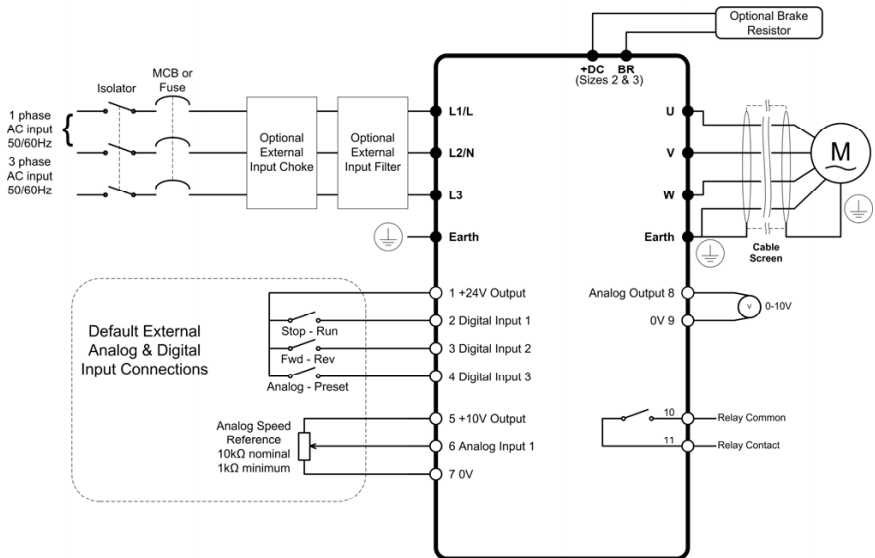 Optional Brake
Resistor
+DC BR
(Sizes 2 & 3)
MCB or
Fuse
Isolator
1 phase
AC input
50/60Hz
{
3 phase
AC input
50/60Hz
Optional
External
Input Choke
Optional
External
Input Filter
L1/L
L2/N
L3
Earth
U
V
W
Earth
M
Cable
Screen
Default External
Analog & Digital
Input Connections
1 +24V Output
2 Digital Input 1
3 Digital Input 2
4 Digital Input 3
5 +10V Output
6 Analog Input 1
7 0V
Stop - Run
Fwd - Rev
Analog - Preset
Analog Speed
Reference
10kΩ nominal
1kΩ minimum
Analog Output 8
0V 9
V
0-10V
10
Relay Common
11
Relay Contact